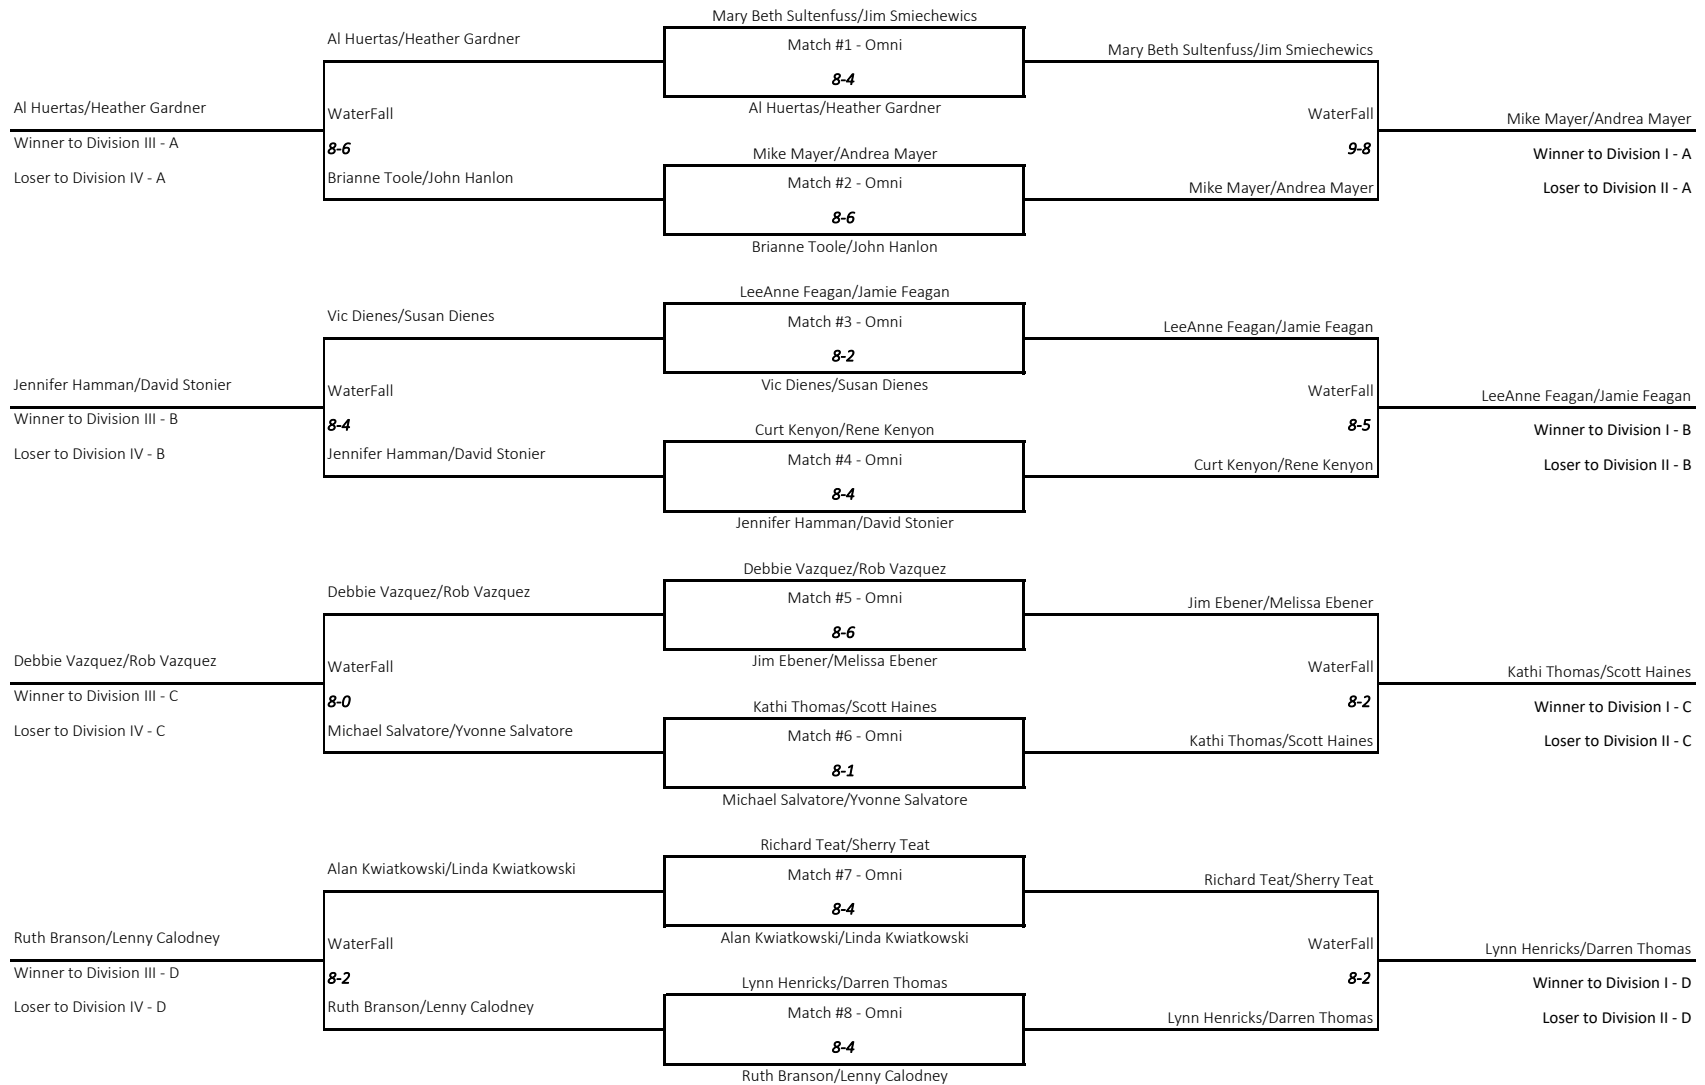 Mary Beth Sultenfuss/Jim Smiechewics
Al Huertas/Heather Gardner
Match #1 - Omni
Mary Beth Sultenfuss/Jim Smiechewics
8-4
Al Huertas/Heather Gardner
WaterFall
Al Huertas/Heather Gardner
WaterFall
Mike Mayer/Andrea Mayer
Winner to Division III - A
8-6
Mike Mayer/Andrea Mayer
9-8
Winner to Division I - A
Loser to Division IV - A
Brianne Toole/John Hanlon
Match #2 - Omni
Mike Mayer/Andrea Mayer
Loser to Division II - A
8-6
Brianne Toole/John Hanlon
LeeAnne Feagan/Jamie Feagan
Vic Dienes/Susan Dienes
Match #3 - Omni
LeeAnne Feagan/Jamie Feagan
8-2
Jennifer Hamman/David Stonier
WaterFall
Vic Dienes/Susan Dienes
WaterFall
LeeAnne Feagan/Jamie Feagan
Winner to Division III - B
8-4
Curt Kenyon/Rene Kenyon
8-5
Winner to Division I - B
Loser to Division IV - B
Jennifer Hamman/David Stonier
Match #4 - Omni
Curt Kenyon/Rene Kenyon
Loser to Division II - B
8-4
Jennifer Hamman/David Stonier
Debbie Vazquez/Rob Vazquez
Debbie Vazquez/Rob Vazquez
Match #5 - Omni
Jim Ebener/Melissa Ebener
8-6
Debbie Vazquez/Rob Vazquez
WaterFall
Jim Ebener/Melissa Ebener
WaterFall
Kathi Thomas/Scott Haines
Winner to Division III - C
8-0
Kathi Thomas/Scott Haines
8-2
Winner to Division I - C
Loser to Division IV - C
Michael Salvatore/Yvonne Salvatore
Match #6 - Omni
Kathi Thomas/Scott Haines
Loser to Division II - C
8-1
Michael Salvatore/Yvonne Salvatore
Richard Teat/Sherry Teat
Alan Kwiatkowski/Linda Kwiatkowski
Match #7 - Omni
Richard Teat/Sherry Teat
8-4
Ruth Branson/Lenny Calodney
WaterFall
Alan Kwiatkowski/Linda Kwiatkowski
WaterFall
Lynn Henricks/Darren Thomas
Winner to Division III - D
8-2
Lynn Henricks/Darren Thomas
8-2
Winner to Division I - D
Loser to Division IV - D
Ruth Branson/Lenny Calodney
Match #8 - Omni
Lynn Henricks/Darren Thomas
Loser to Division II - D
8-4
Ruth Branson/Lenny Calodney